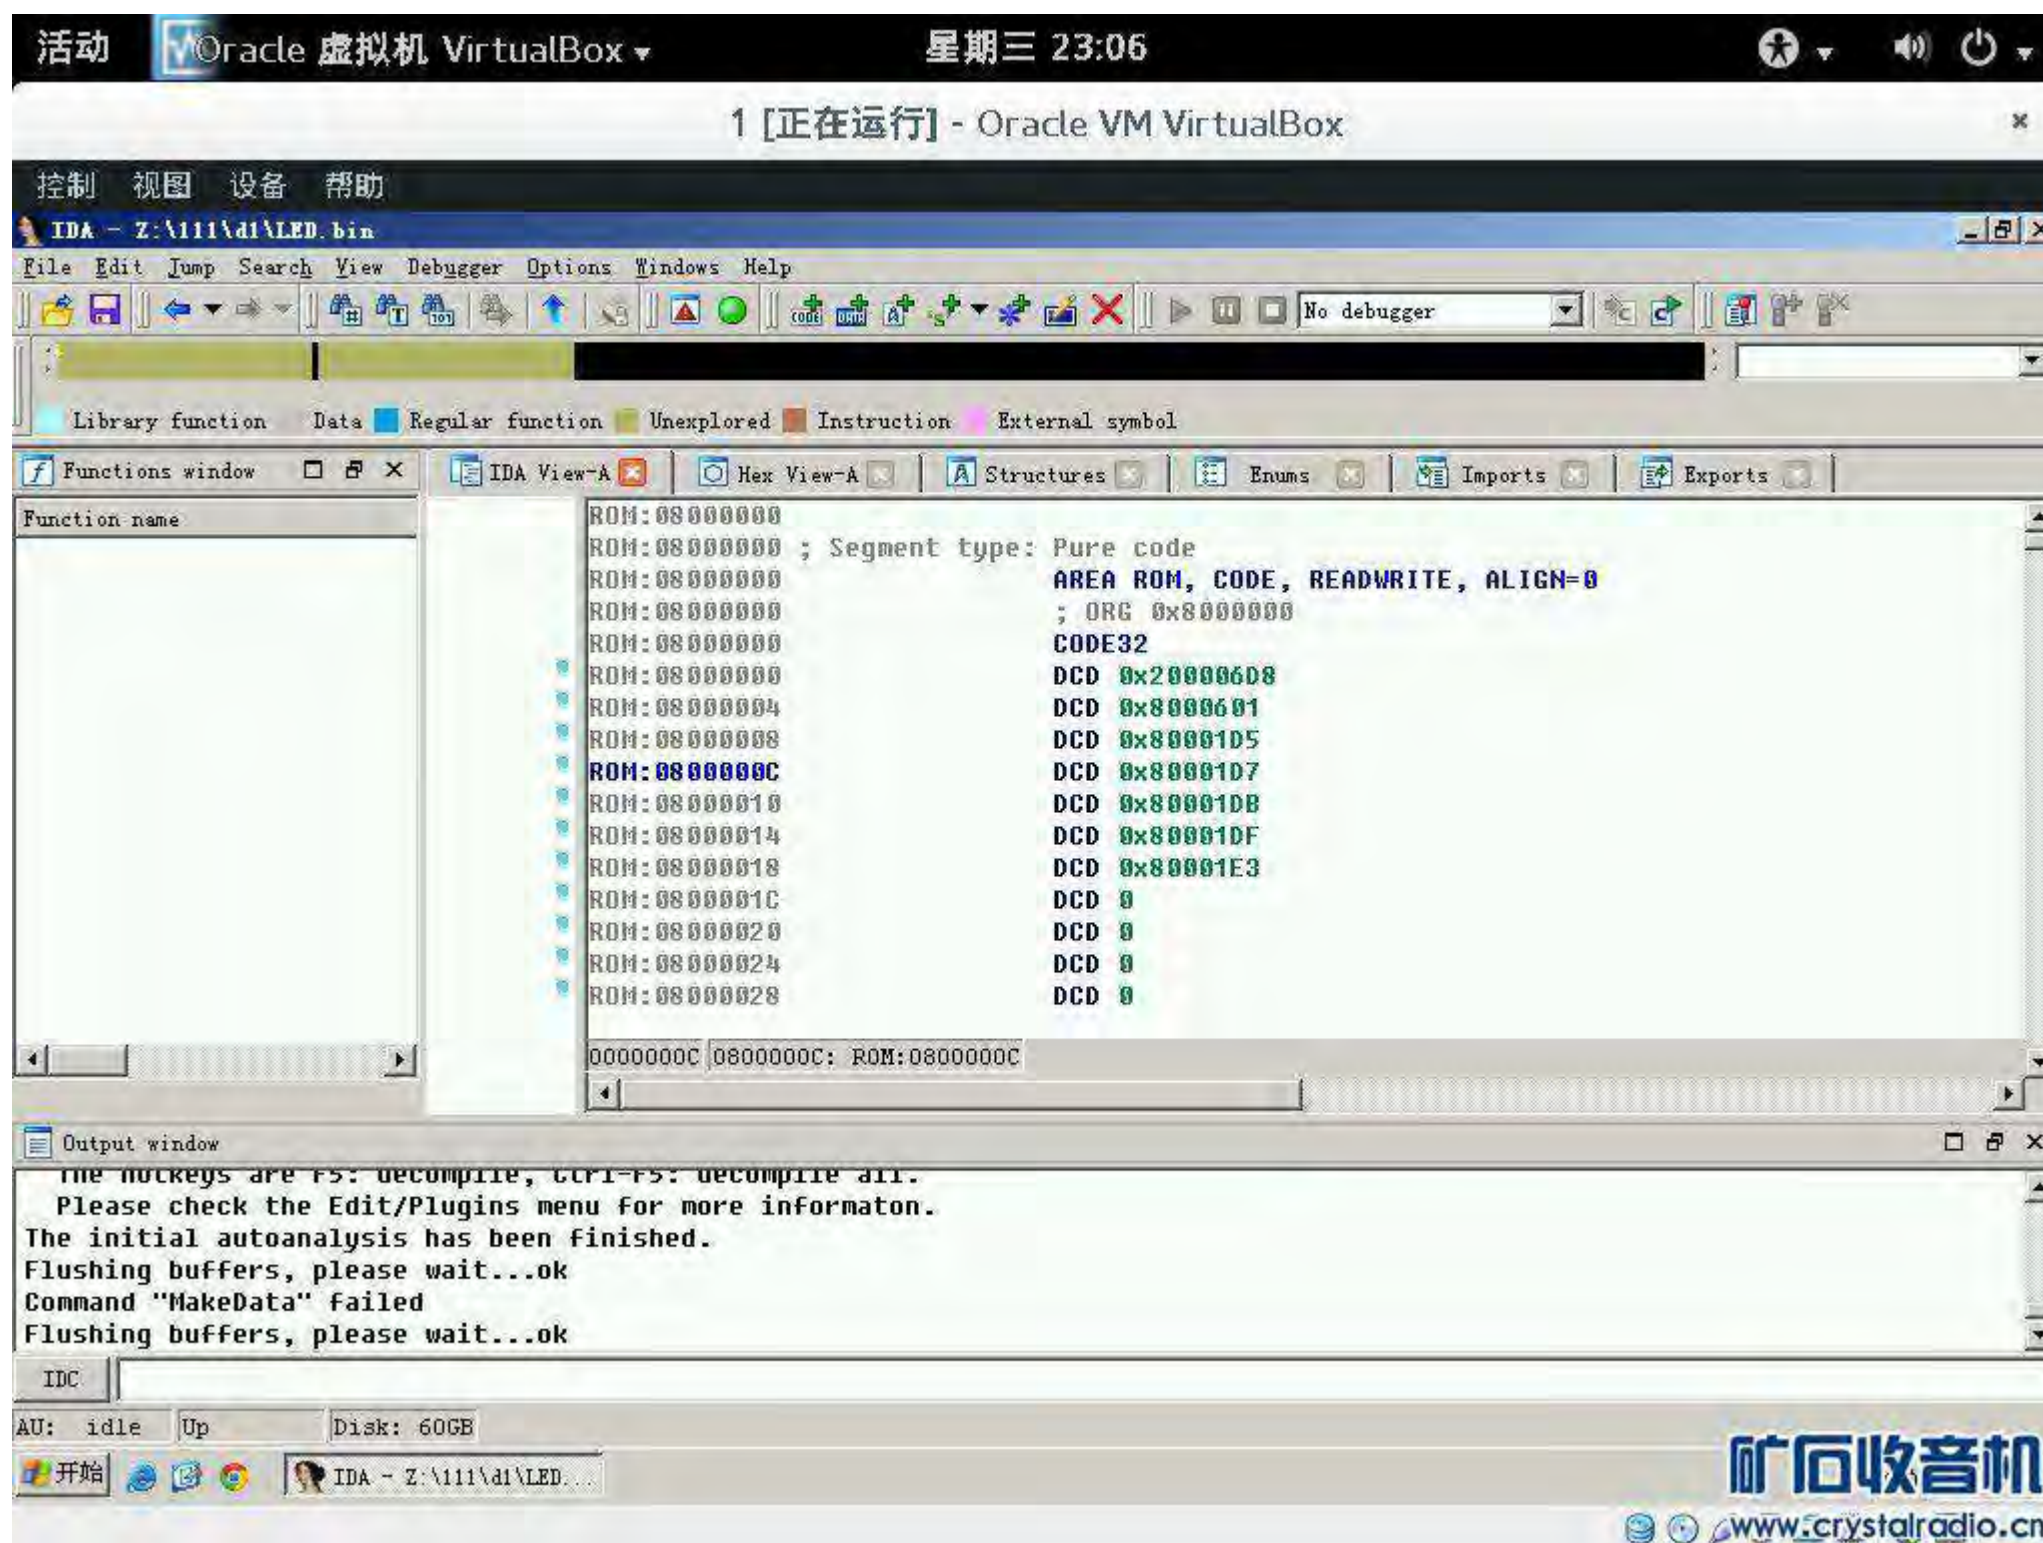 活动 Oracle 虚拟机 VirtualBox 星期三 23:06
1 [正在运行] - Oracle VM VirtualBox
控制 视图 设备 帮助
IDA - Z:\111\d1\LED.bin
File Edit Jump Search View Debugger Options Windows Help
No debugger
Library function Data Regular function Unexplored Instruction External symbol
Functions window IDA View-A Hex View-A Structures Enums Imports Exports
Function name
ROM:08000000
ROM:08000000 ; Segment type: Pure code
ROM:08000000 AREA ROM, CODE, READWRITE, ALIGN=0
ROM:08000000 ; ORG 0x8000000
ROM:08000000 CODE32
ROM:08000000 DCD 0x200006D8
ROM:08000004 DCD 0x8000601
ROM:08000008 DCD 0x80001D5
ROM:0800000C DCD 0x80001D7
ROM:08000010 DCD 0x80001DB
ROM:08000014 DCD 0x80001DF
ROM:08000018 DCD 0x80001E3
ROM:0800001C DCD 0
ROM:08000020 DCD 0
ROM:08000024 DCD 0
ROM:08000028 DCD 0
0000000C 0800000C: ROM:0800000C
Output window
The hotkeys are F5: decompile, Ctrl-F5: decompile all.
Please check the Edit/Plugins menu for more informaton.
The initial autoanalysis has been finished.
Flushing buffers, please wait...ok
Command "MakeData" failed
Flushing buffers, please wait...ok
IDC
AU: idle Up Disk: 60GB
开始 IDA - Z:\111\d1\LED....
矿石收音机
www.crystalradio.cn